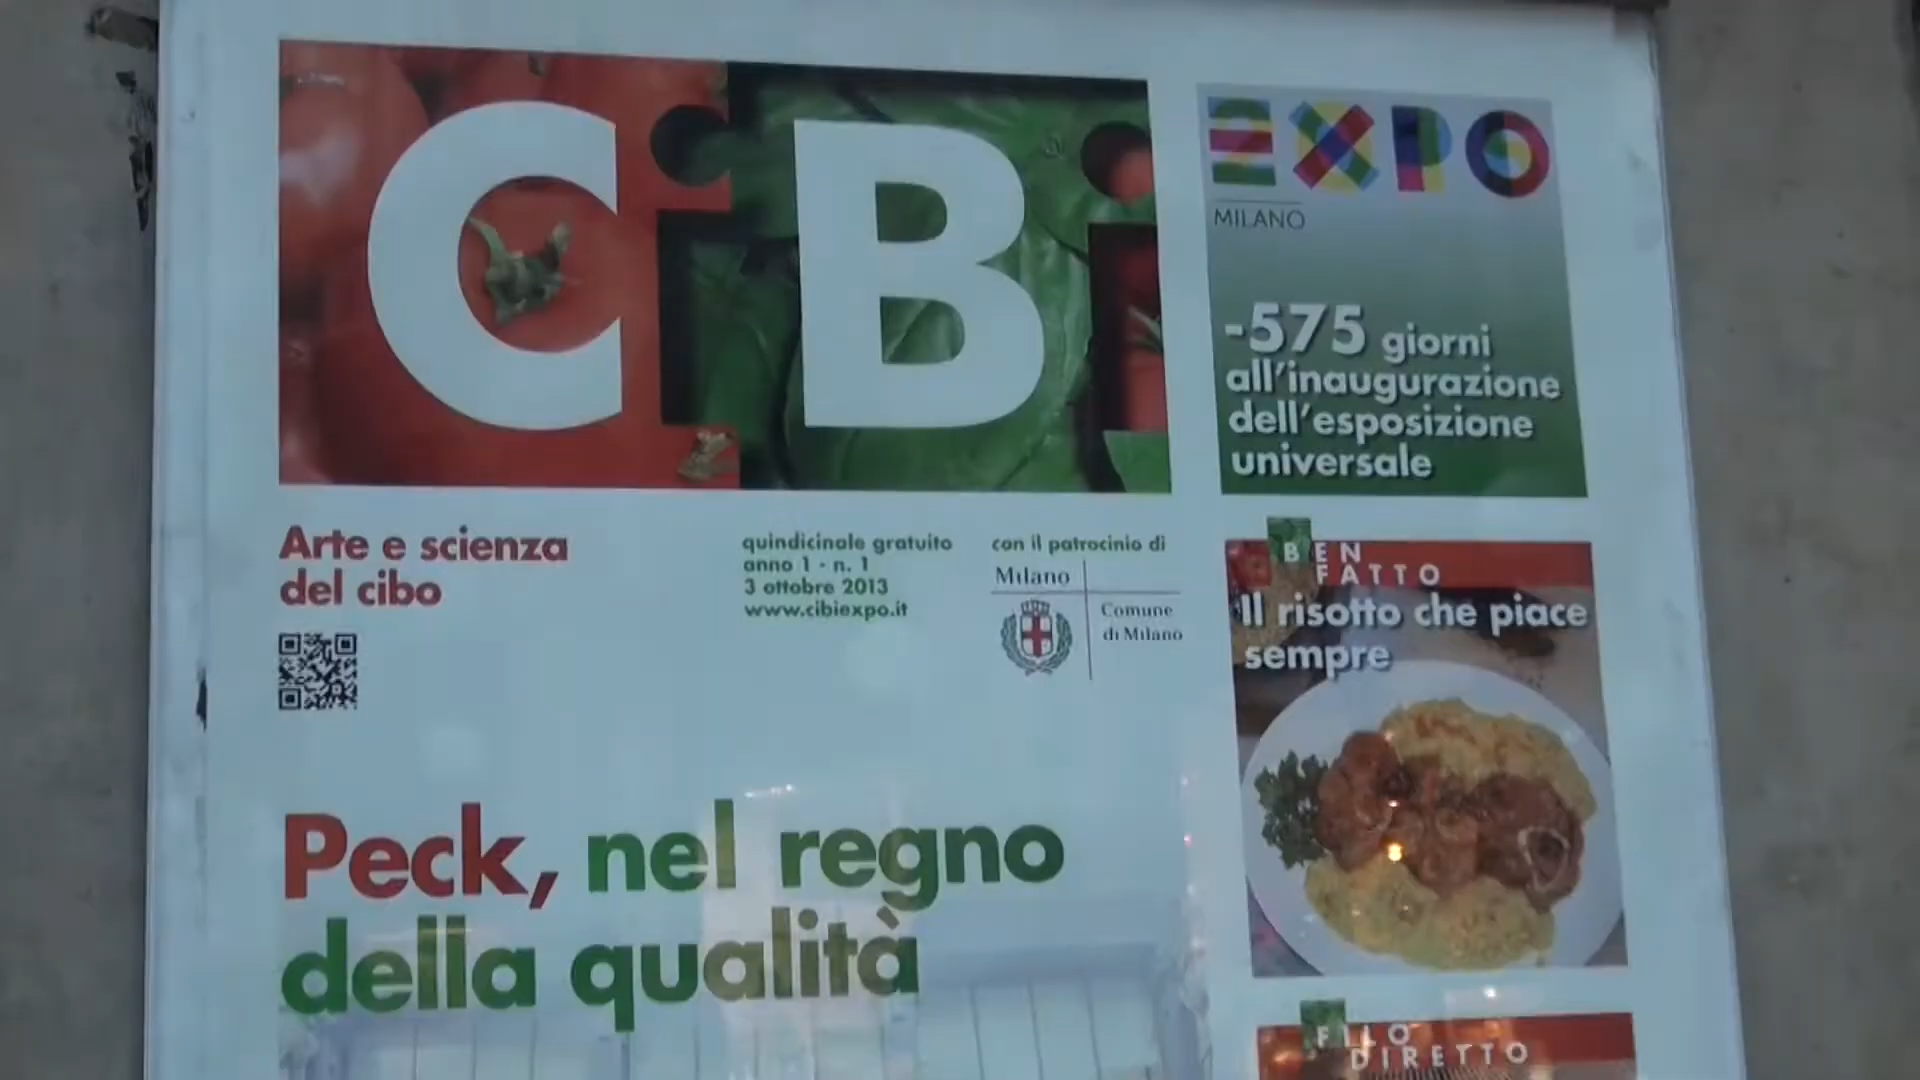 CiBi
EXPO
MILANO
-575 giorni
all'inaugurazione
dell'esposizione
universale
Arte e scienza
del cibo
quindicinale gratuito
anno 1 - n. 1
3 ottobre 2013
www.cibiexpo.it
con il patrocinio di
Milano
Comune
di Milano
BEN
FATTO
Il risotto che piace
sempre
Peck, nel regno
della qualità
FILO
DIRETTO